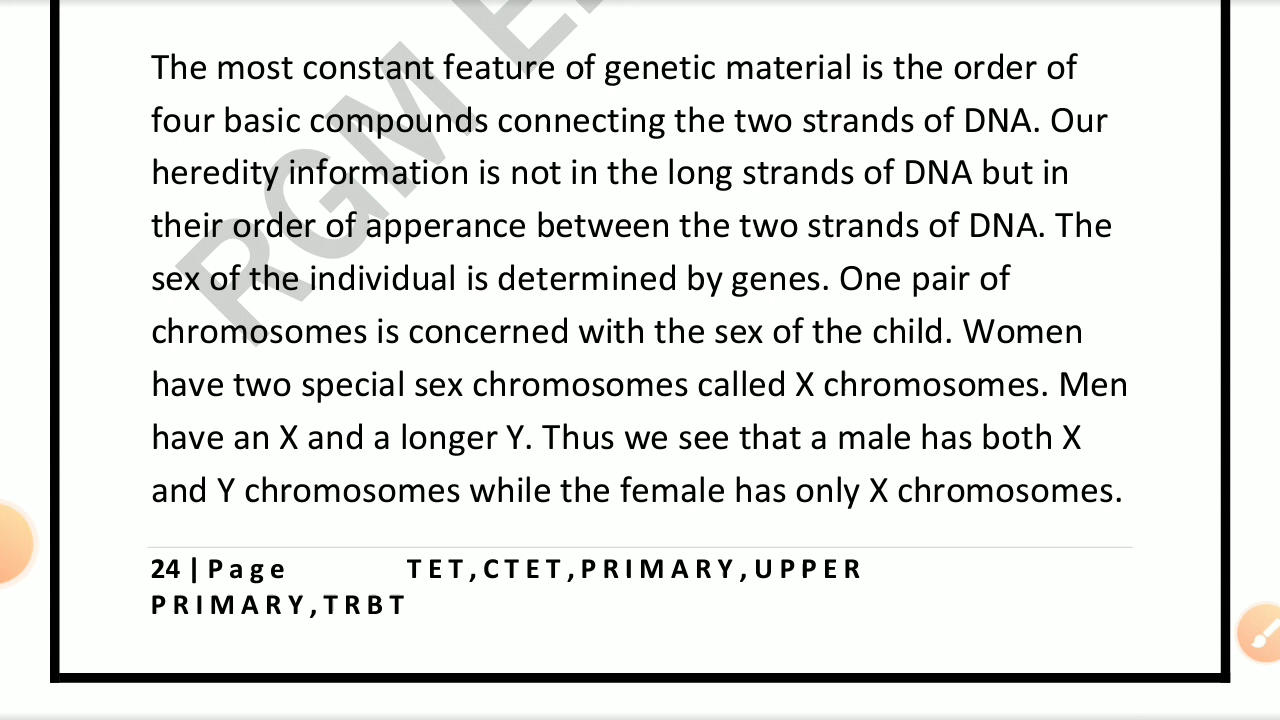 The most constant feature of genetic material is the order of
four basic compounds connecting the two strands of DNA. Our
heredity information is not in the long strands of DNA but in
their order of apperance between the two strands of DNA. The
sex of the individual is determined by genes. One pair of
chromosomes is concerned with the sex of the child. Women
have two special sex chromosomes called X chromosomes. Men
have an X and a longer Y. Thus we see that a male has both X
and Y chromosomes while the female has only X chromosomes.
24 | Page TET,CTET,PRIMARY,UPPER
PRIMARY,TRBT
RGM